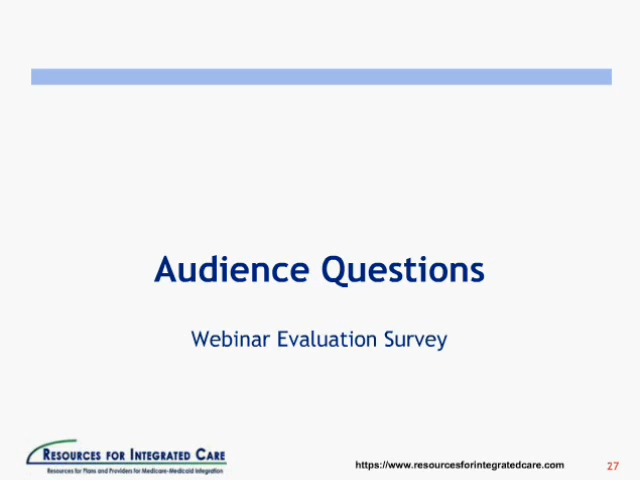 Audience Questions
Webinar Evaluation Survey
RESOURCES FOR INTEGRATED CARE
Resources for Plans and Providers for Medicare-Medicaid Integration
https://www.resourcesforintegratedcare.com
27